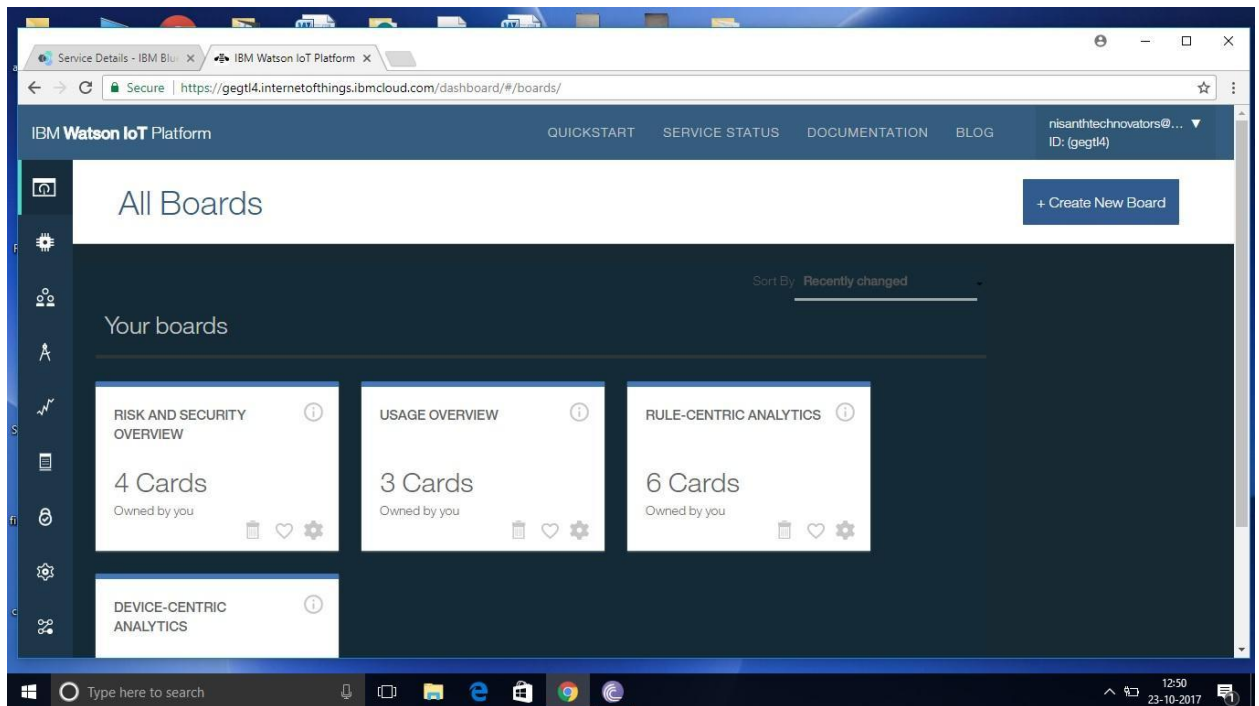 Service Details - IBM Blu
IBM Watson IoT Platform
Secure | https://gegtl4.internetofthings.ibmcloud.com/dashboard/#/boards/
IBM Watson IoT Platform
QUICKSTART SERVICE STATUS DOCUMENTATION BLOG
nisanthtechnovators@... ▼
ID: (gegtl4)
All Boards
+ Create New Board
Sort By Recently changed
Your boards
RISK AND SECURITY
OVERVIEW
4 Cards
Owned by you
USAGE OVERVIEW
3 Cards
Owned by you
RULE-CENTRIC ANALYTICS
6 Cards
Owned by you
DEVICE-CENTRIC
ANALYTICS
Type here to search
12:50
23-10-2017